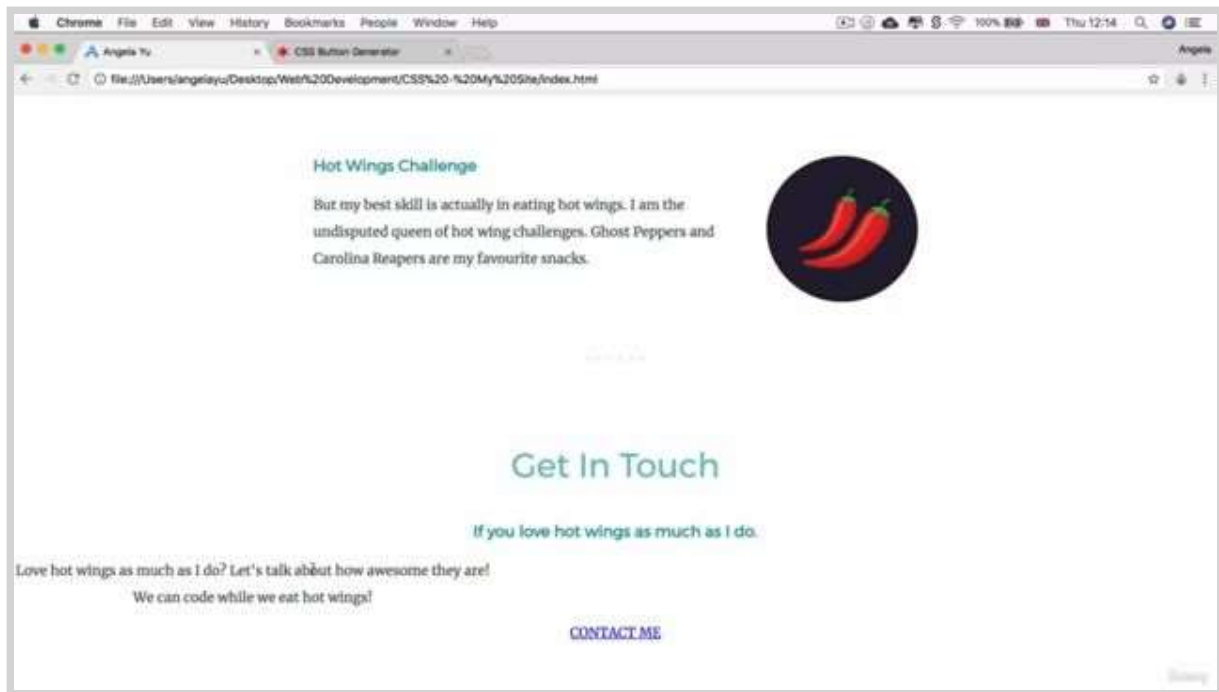 Chrome File Edit View History Bookmarks People Window Help 100% Thu 12:14
Angela Yu CSS Button Generator Angela
file:///Users/angelayu/Desktop/Web%20Development/CSS%20-%20My%20Site/index.html
Hot Wings Challenge
But my best skill is actually in eating hot wings. I am the
undisputed queen of hot wing challenges. Ghost Peppers and
Carolina Reapers are my favourite snacks.
Get In Touch
If you love hot wings as much as I do.
Love hot wings as much as I do? Let's talk about how awesome they are!
We can code while we eat hot wings!
CONTACT ME